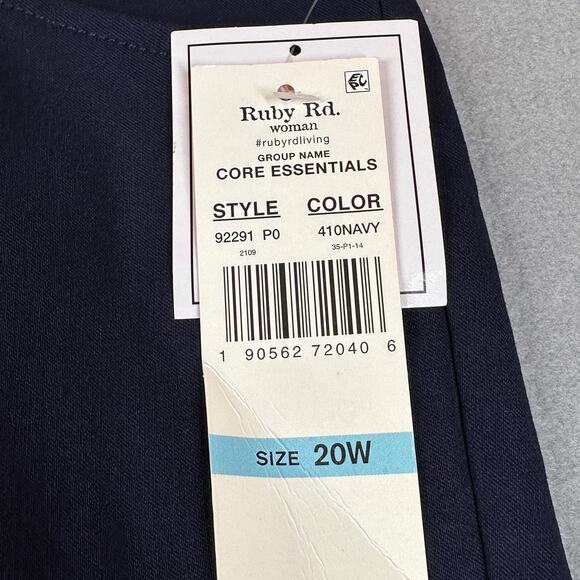 Ruby Rd.
woman
#rubyrdliving
GROUP NAME
CORE ESSENTIALS
STYLE COLOR
92291 P0 410NAVY
2109 35-P1-14
1 90562 72040 6
SIZE 20W